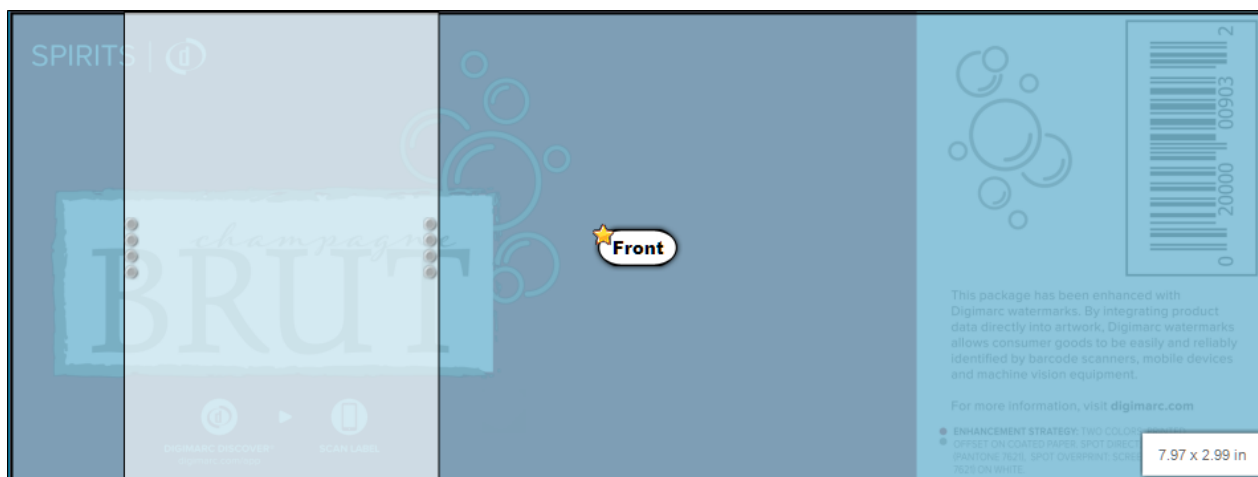 SPIRITS
champagne
BRUT
DIGIMARC DISCOVER
SCAN LABEL
Front
0 20000 00903 2
This package has been enhanced with
Digimarc watermarks. By integrating product
data directly into artwork, Digimarc watermarks
allows consumer goods to be easily and reliably
identified by barcode scanners, mobile devices
and machine vision equipment.
For more information, visit digimarc.com
ENHANCEMENT STRATEGY: TWO COLORS
OFFSET ON COATED PAPER. SPOT DIRECT
(PANTONE 7621), SPOT OVERPRINT: SCREE
7621) ON WHITE
7.97 x 2.99 in